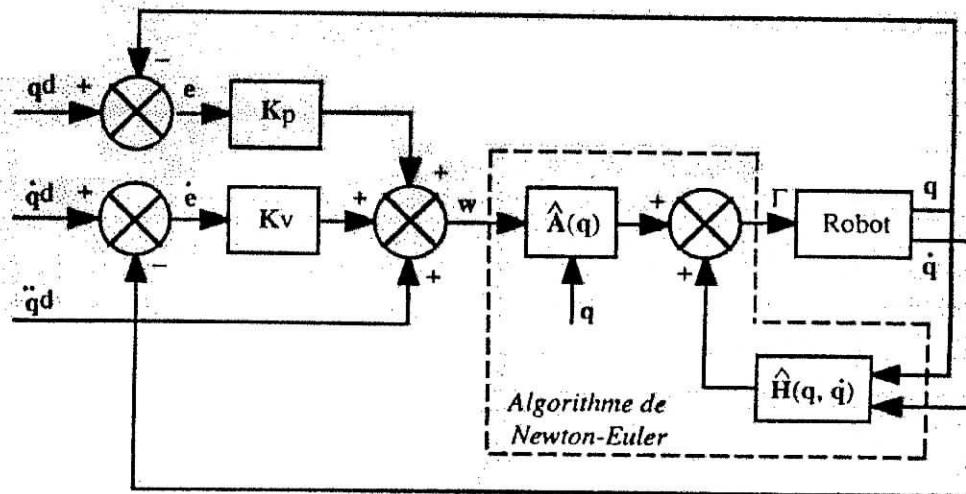 qd + − e Kp
q̇d + − ė Kv
q̈d
+ + +
w
Â(q)
q
+ +
Γ
Robot
q
q̇
Ĥ(q, q̇)
Algorithme de
Newton-Euler